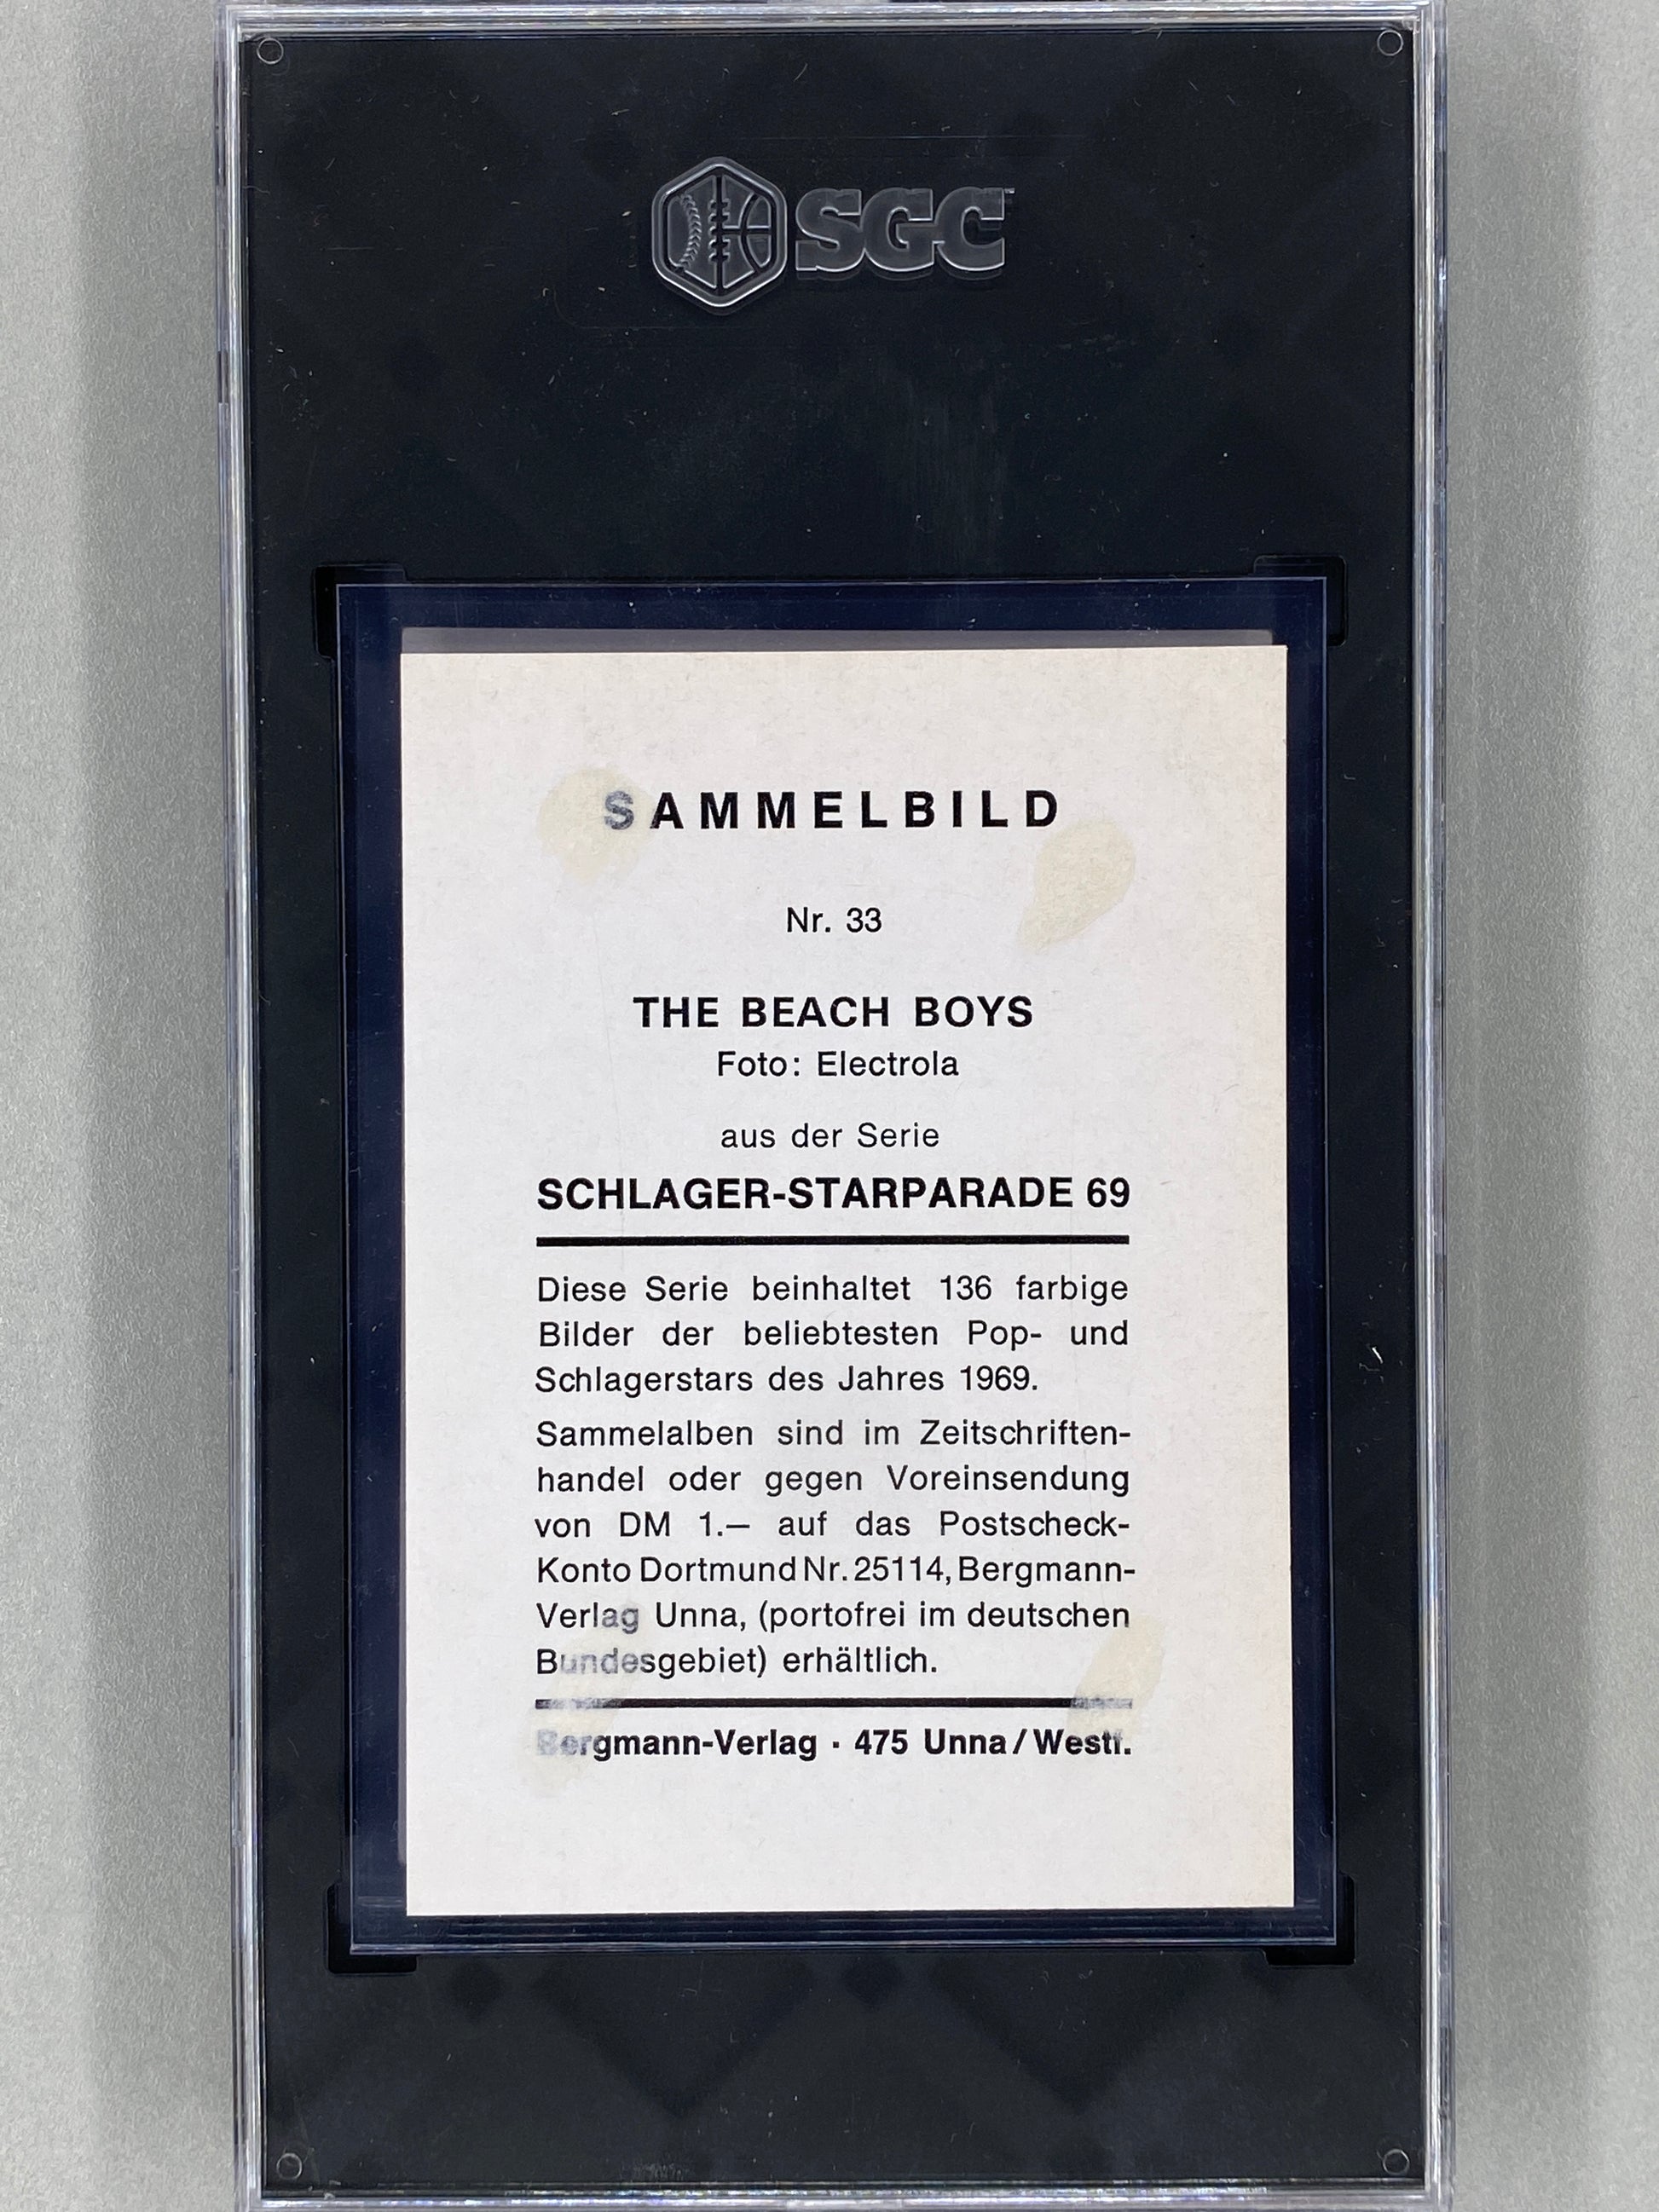 SGC
SAMMELBILD
Nr. 33
THE BEACH BOYS
Foto: Electrola
aus der Serie
SCHLAGER-STARPARADE 69
Diese Serie beinhaltet 136 farbige
Bilder der beliebtesten Pop- und
Schlagerstars des Jahres 1969.
Sammelalben sind im Zeitschriften-
handel oder gegen Voreinsendung
von DM 1.— auf das Postscheck-
Konto Dortmund Nr. 25114, Bergmann-
Verlag Unna, (portofrei im deutschen
Bundesgebiet) erhältlich.
Bergmann-Verlag · 475 Unna/Westf.